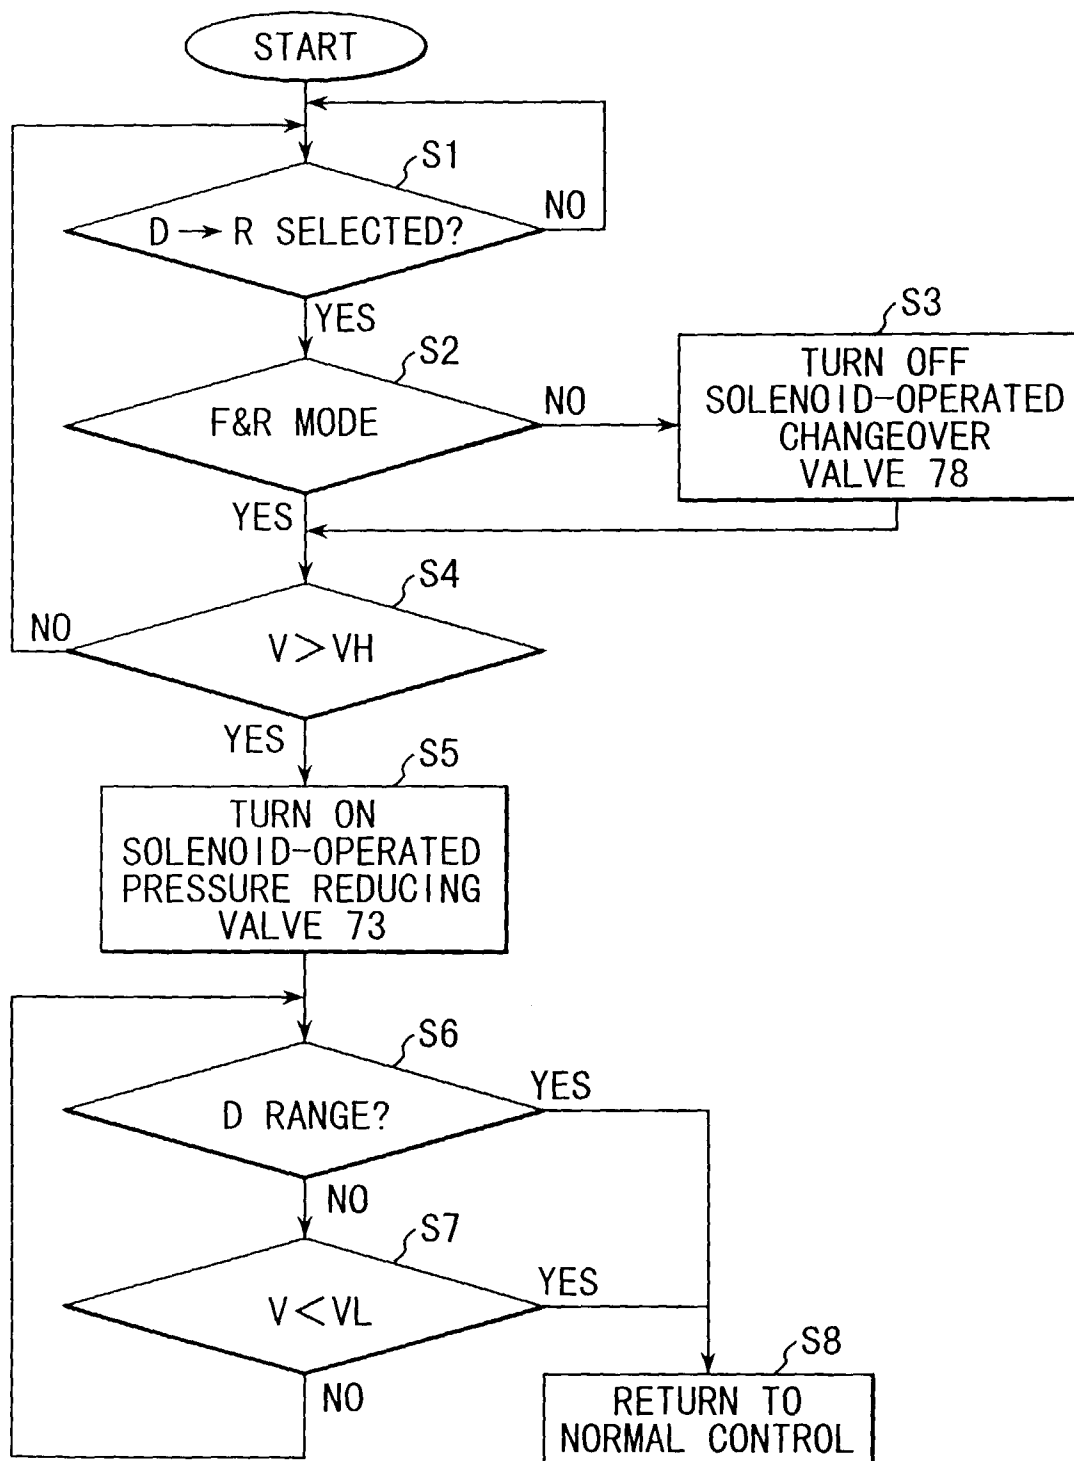 START
S1
D → R SELECTED?
NO
YES
S2
F&R MODE
NO
S3
TURN OFF
SOLENOID-OPERATED
CHANGEOVER
VALVE 78
YES
S4
V>VH
NO
YES
S5
TURN ON
SOLENOID-OPERATED
PRESSURE REDUCING
VALVE 73
S6
D RANGE?
YES
NO
S7
V<VL
YES
NO
S8
RETURN TO
NORMAL CONTROL